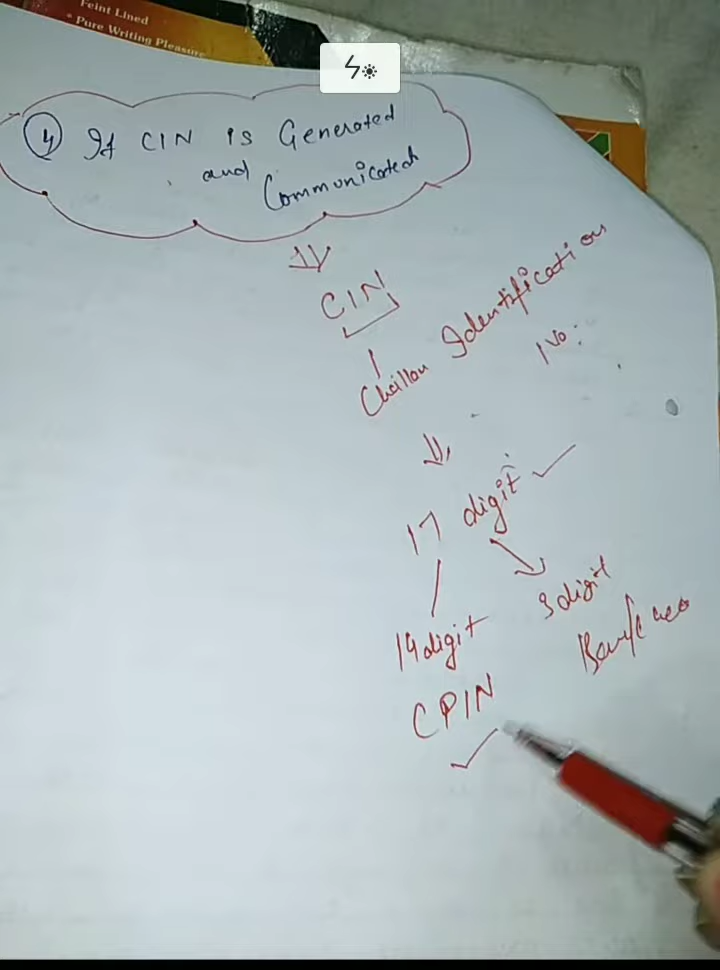 Feint Lined
* Pure Writing Pleasure
4 If CIN is Generated
and Communicated
CIN
Challan Identification
No:
17 digit
14 digit
3 digit
CPIN